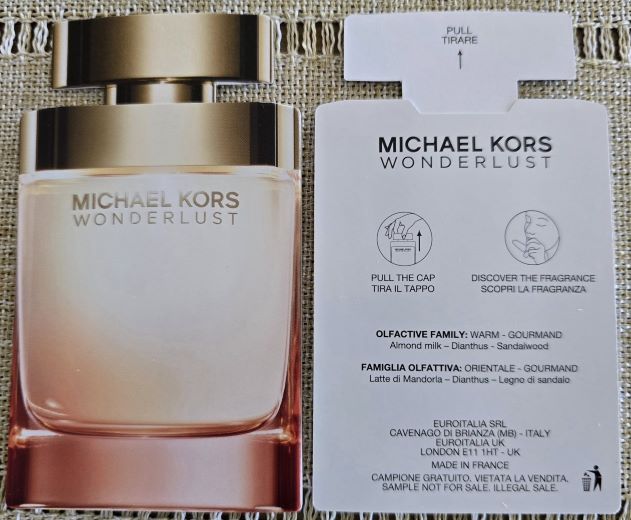 MICHAEL KORS
WONDERLUST
PULL
TIRARE
MICHAEL KORS
WONDERLUST
PULL THE CAP
TIRA IL TAPPO
DISCOVER THE FRAGRANCE
SCOPRI LA FRAGRANZA
OLFACTIVE FAMILY: WARM - GOURMAND
Almond milk – Dianthus - Sandalwood
FAMIGLIA OLFATTIVA: ORIENTALE - GOURMAND
Latte di Mandorla – Dianthus – Legno di sandalo
EUROITALIA SRL
CAVENAGO DI BRIANZA (MB) - ITALY
EUROITALIA UK
LONDON E11 1HT - UK
MADE IN FRANCE
CAMPIONE GRATUITO. VIETATA LA VENDITA.
SAMPLE NOT FOR SALE. ILLEGAL SALE.